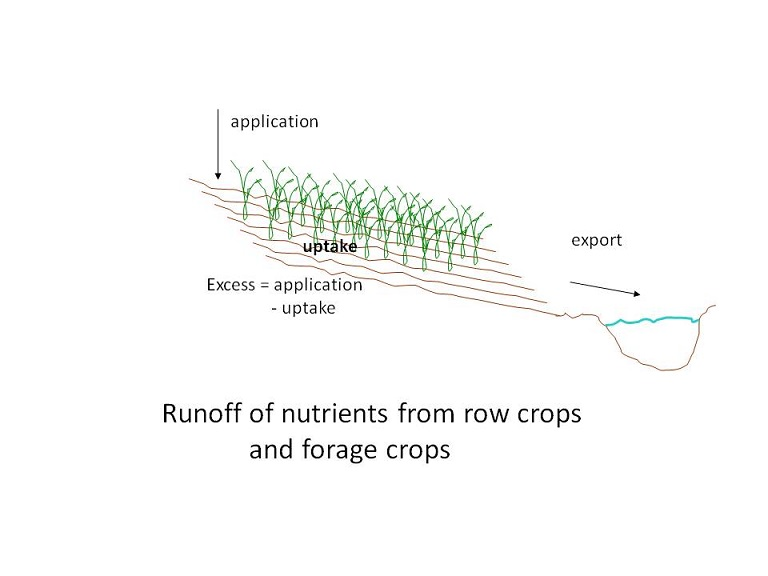 application
uptake
export
Excess = application
- uptake
Runoff of nutrients from row crops
and forage crops